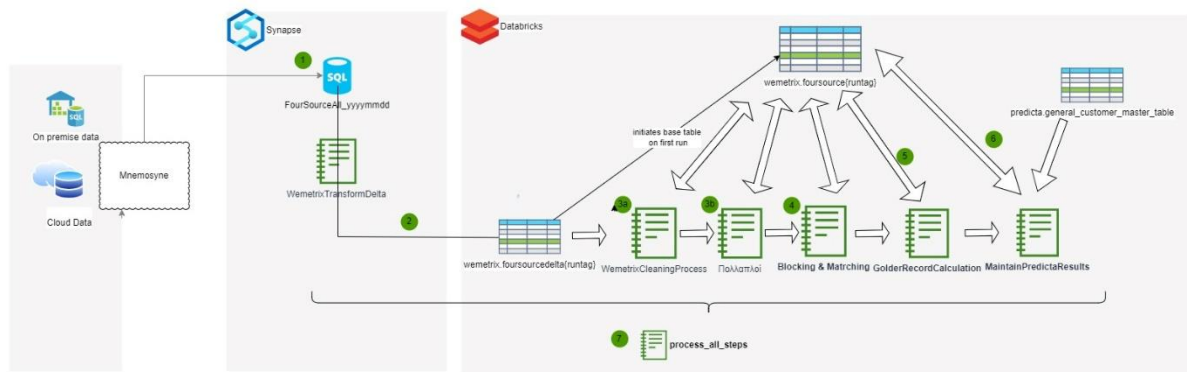 Synapse
Databricks
1
SQL
FourSourceAll_yyyymmdd
wemetrix.foursource{runtag}
predicta.general_customer_master_table
SQL
On premise data
Mnemosyne
Cloud Data
WemetrixTransformDelta
initiates base table
on first run
2
3a
3b
4
5
6
wemetrix.foursourcedelta{runtag}
WemetrixCleaningProcess
Πολλαπλοί
Blocking & Matrching
GolderRecordCalculation
MaintainPredictaResults
7
process_all_steps